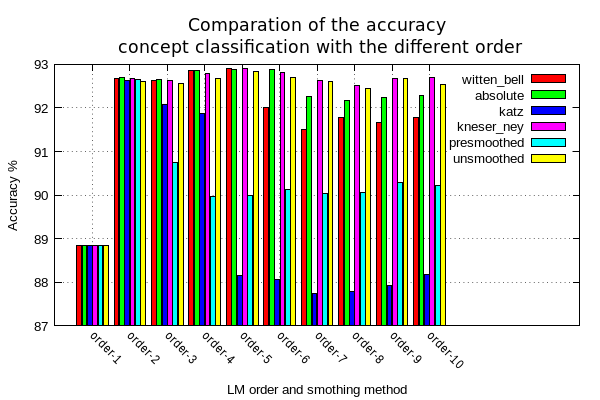 Comparation of the accuracy
concept classification with the different order
93
92
91
90
89
88
87
Accuracy %
witten_bell
absolute
katz
kneser_ney
presmoothed
unsmoothed
order-1
order-2
order-3
order-4
order-5
order-6
order-7
order-8
order-9
order-10
LM order and smothing method